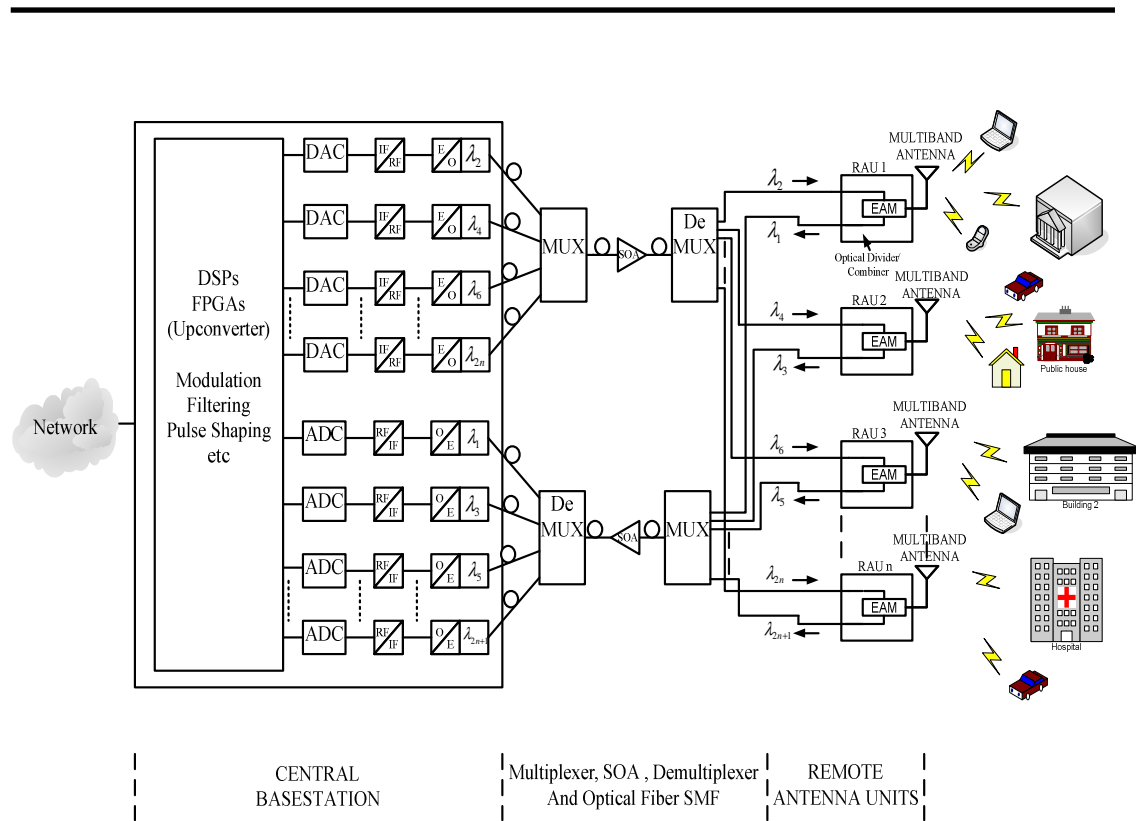 MULTIBAND
ANTENNA
RAU 1
λ2
EAM
λ1
Optical Divider/
Combiner
DAC
IF/RF
E/O
λ2
DAC
IF/RF
E/O
λ4
MUX
SOA
De
MUX
DSPs
FPGAs
(Upconverter)
Modulation
Filtering
Pulse Shaping
etc
DAC
IF/RF
E/O
λ6
DAC
IF/RF
E/O
λ2n
MULTIBAND
ANTENNA
RAU 2
λ4
EAM
λ3
Public house
Network
ADC
RF/IF
O/E
λ1
ADC
RF/IF
O/E
λ3
De
MUX
SOA
MUX
ADC
RF/IF
O/E
λ5
ADC
RF/IF
O/E
λ2n+1
MULTIBAND
ANTENNA
RAU 3
λ6
EAM
λ5
Building 2
MULTIBAND
ANTENNA
RAU n
λ2n
EAM
λ2n+1
Hospital
CENTRAL
BASESTATION
Multiplexer, SOA , Demultiplexer
And Optical Fiber SMF
REMOTE
ANTENNA UNITS